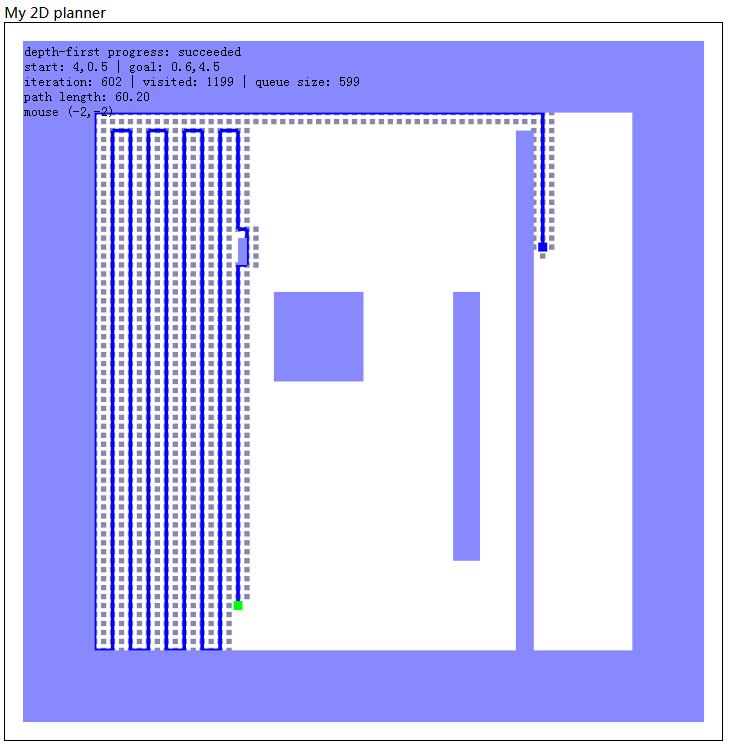 My 2D planner
depth-first progress: succeeded
start: 4,0.5 | goal: 0.6,4.5
iteration: 602 | visited: 1199 | queue size: 599
path length: 60.20
mouse (-2,-2)